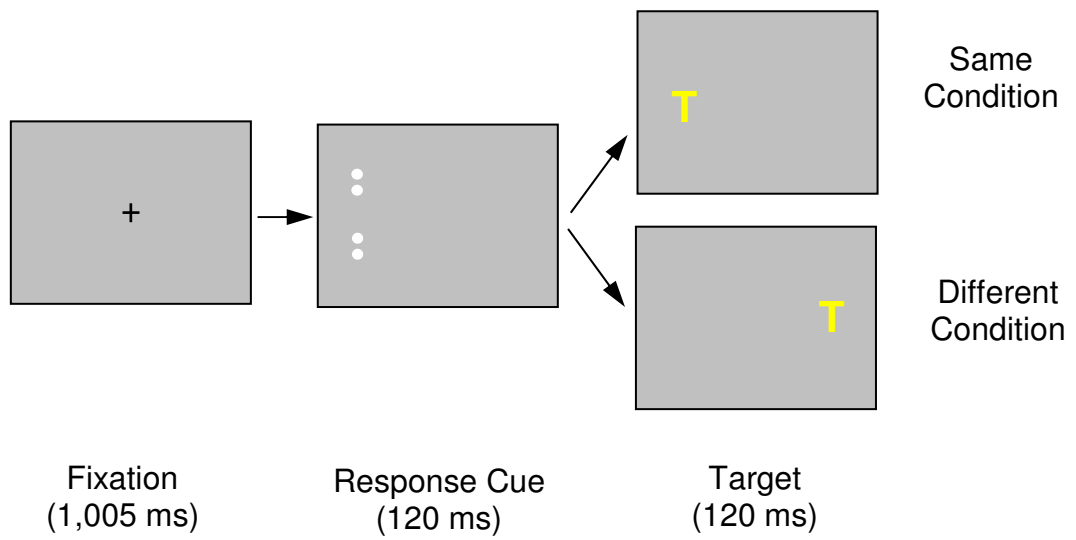 Same
Condition
T
+
T
Different
Condition
Fixation
(1,005 ms)
Response Cue
(120 ms)
Target
(120 ms)